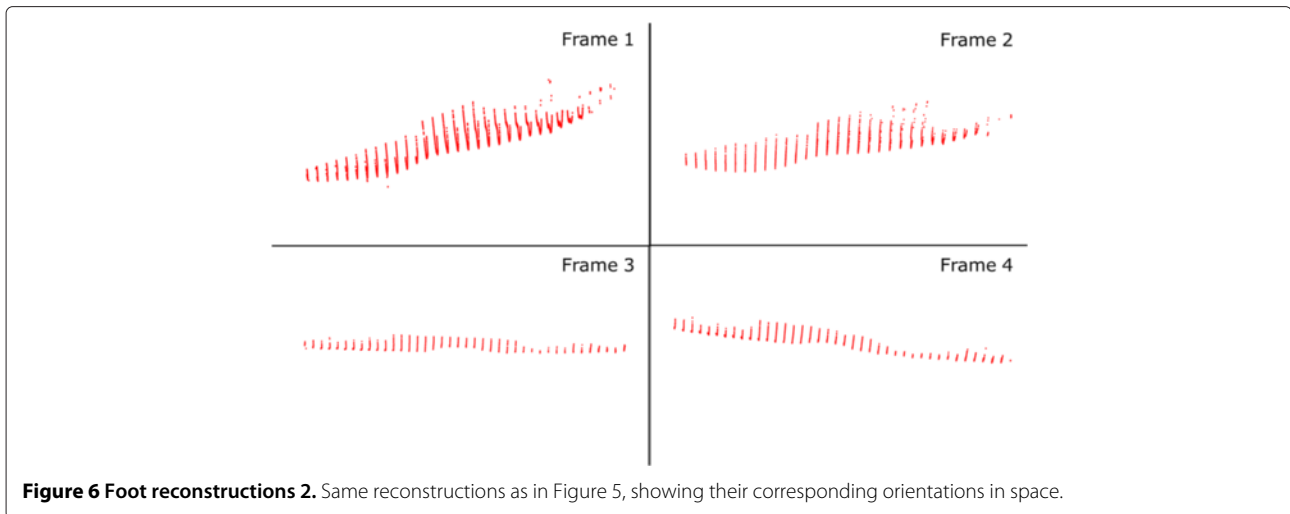 Frame 1
Frame 2
Frame 3
Frame 4
Figure 6 Foot reconstructions 2. Same reconstructions as in Figure 5, showing their corresponding orientations in space.